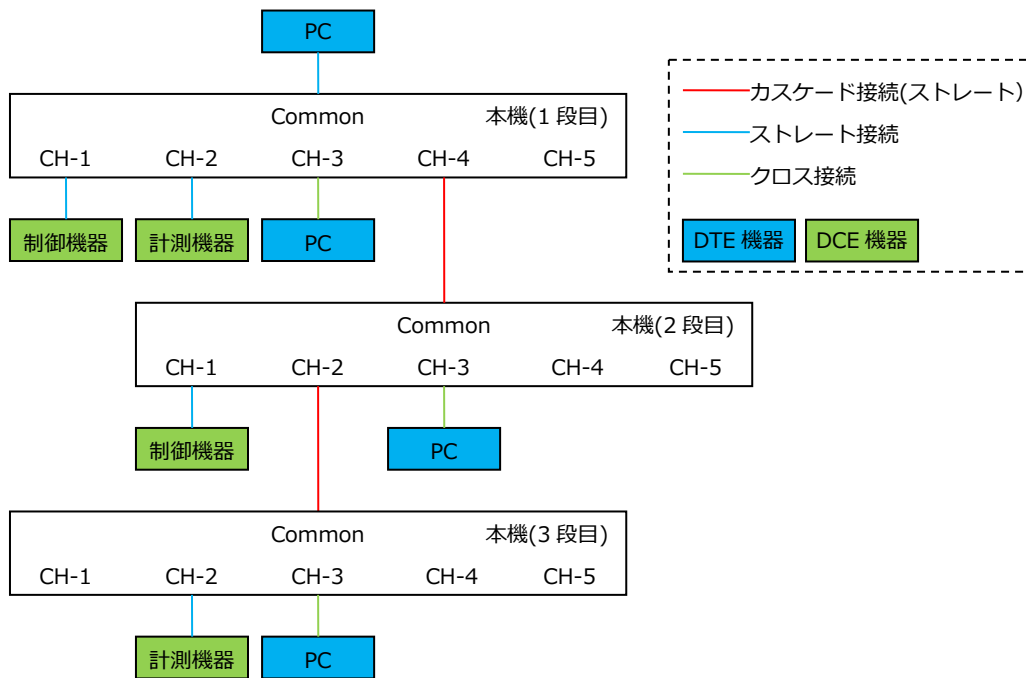 PC
Common 本機(1 段目)
CH-1 CH-2 CH-3 CH-4 CH-5
制御機器 計測機器 PC
カスケード接続(ストレート)
ストレート接続
クロス接続
DTE 機器 DCE 機器
Common 本機(2 段目)
CH-1 CH-2 CH-3 CH-4 CH-5
制御機器 PC
Common 本機(3 段目)
CH-1 CH-2 CH-3 CH-4 CH-5
計測機器 PC